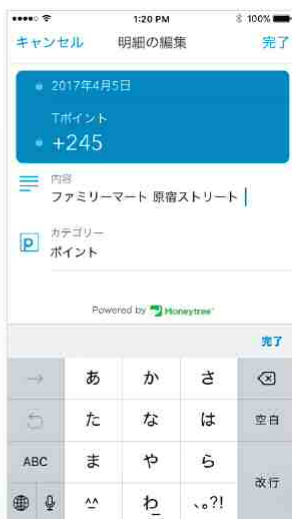 1:20 PM 100%
キャンセル 明細の編集 完了
2017年4月5日
Tポイント
+245
内容
ファミリーマート 原宿ストリート
カテゴリー
p ポイント
Powered by Moneytree
完了
→ あ か さ
た な は 空白
ABC ま や ら
改行
^^ わ 、。?!